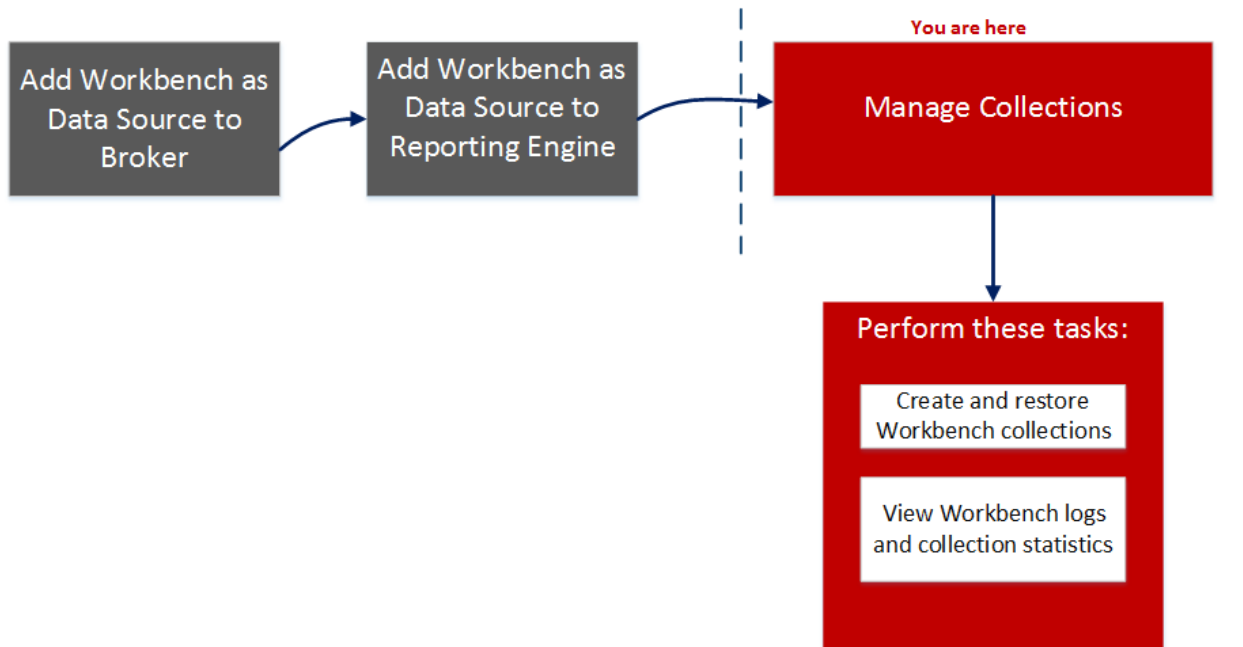 You are here
Add Workbench as
Data Source to
Broker
Add Workbench as
Data Source to
Reporting Engine
Manage Collections
Perform these tasks:
Create and restore
Workbench collections
View Workbench logs
and collection statistics